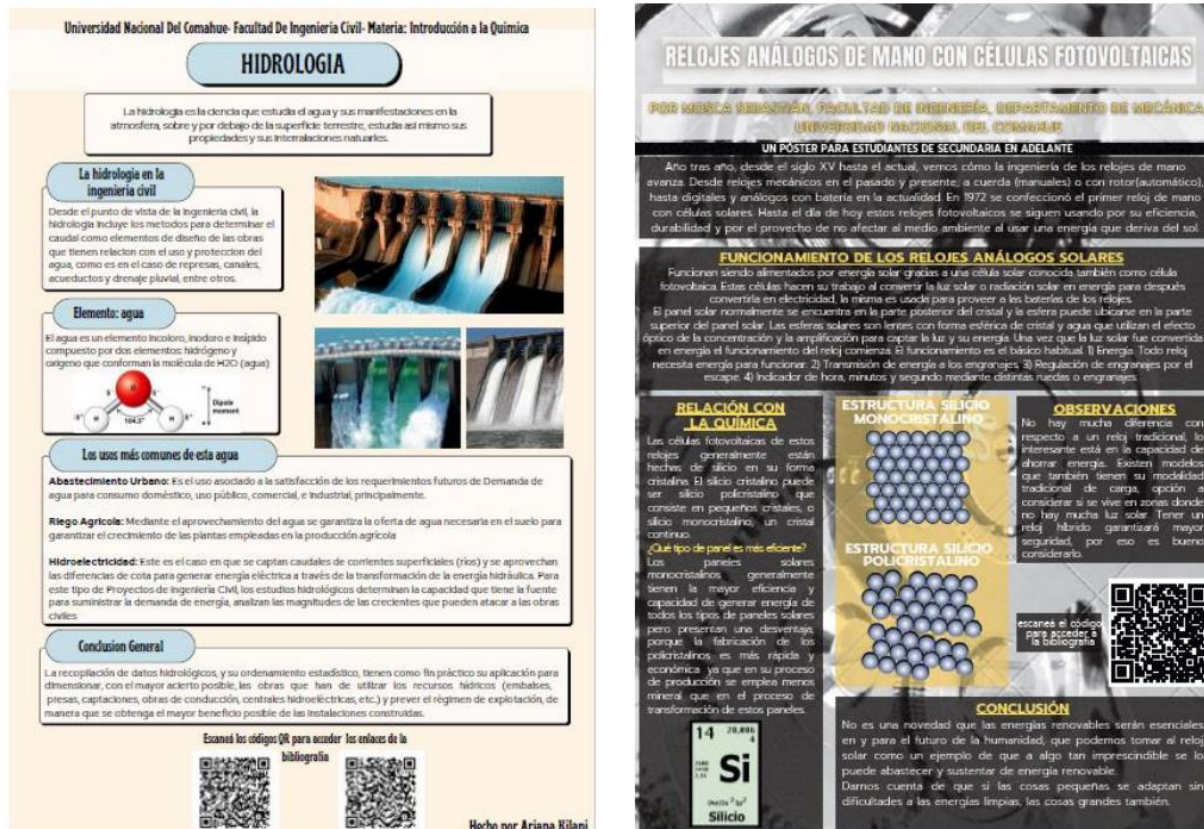 Universidad Nacional Del Comahue- Facultad De Ingeniería Civil- Materia: Introducción a la Quimica
HIDROLOGIA
La hidrologia es la ciencia que estudia el agua y sus manifestaciones en la
atmosfera, sobre y por debajo de la superficie terrestre, estudia asi mismo sus
propiedades y sus interralaciones natuarles.
La hidrologia en la
ingeniería civil
Desde el punto de vista de la ingenieria civil, la
hidrologia incluye los metodos para determinar el
caudal como elementos de diseño de las obras
que tienen relacion con el uso y proteccion del
agua, como es en el caso de represas, canales,
acueductos y drenaje pluvial, entre otros.
Elemento: agua
El agua es un elemento incoloro, inodoro e insípido
compuesto por dos elementos: hidrógeno y
oxigeno que conforman la molécula de H2O (agua)
H
H
104.5°
Dipole
moment
Los usos más comunes de esta agua
Abastecimiento Urbano: Es el uso asociado a la satisfacción de los requerimientos futuros de Demanda de
agua para consumo doméstico, uso público, comercial, e industrial, principalmente.
Riego Agricola: Mediante el aprovechamiento del agua se garantiza la oferta de agua necesaria en el suelo para
garantizar el crecimiento de las plantas empleadas en la producción agricola
Hidroelectricidad: Este es el caso en que se captan caudales de corrientes superficiales (rios) y se aprovechan
las diferencias de cota para generar energia eléctrica a través de la transformación de la energia hidráulica. Para
este tipo de Proyectos de Ingeniería Civil, los estudios hidrológicos determinan la capacidad que tiene la fuente
para suministrar la demanda de energía, analizan las magnitudes de las crecientes que pueden atacar a las obras
civiles
Conclusion General
La recopilación de datos hidrológicos, y su ordenamiento estadístico, tienen como fin práctico su aplicación para
dimensionar, con el mayor acierto posible, las obras que han de utilizar los recursos hídricos (embalses,
presas, captaciones, obras de conducción, centrales hidroeléctricas, etc.) y prever el régimen de explotación, de
manera que se obtenga el mayor beneficio posible de las instalaciones construidas.
Escaneá los códigos QR para acceder los enlaces de la
bibliografia
Hecho por Ariana Kilani
RELOJES ANÁLOGOS DE MANO CON CÉLULAS FOTOVOLTAICAS
POR MOSCA SEBASTIÁN, FACULTAD DE INGENIERÍA, DEPARTAMENTO DE MECÁNICA
UNIVERSIDAD NACIONAL DEL COMAHUE
UN PÓSTER PARA ESTUDIANTES DE SECUNDARIA EN ADELANTE
Año tras año, desde el siglo XV hasta el actual, vemos cómo la ingeniería de los relojes de mano
avanza. Desde relojes mecánicos en el pasado y presente, a cuerda (manuales) o con rotor(automático),
hasta digitales y análogos con batería en la actualidad. En 1972 se confeccionó el primer reloj de mano
con células solares. Hasta el día de hoy estos relojes fotovoltaicos se siguen usando por su eficiencia,
durabilidad y por el provecho de no afectar al medio ambiente al usar una energía que deriva del sol.
FUNCIONAMIENTO DE LOS RELOJES ANÁLOGOS SOLARES
Funcionan siendo alimentados por energía solar gracias a una célula solar conocida también como célula
fotovoltaica. Estas células hacen su trabajo al convertir la luz solar o radiación solar en energía para después
convertirla en electricidad, la misma es usada para proveer a las baterías de los relojes.
El panel solar normalmente se encuentra en la parte posterior del cristal y la esfera puede ubicarse en la parte
superior del panel solar. Las esferas solares son lentes con forma esférica de cristal y agua que utilizan el efecto
óptico de la concentración y la amplificación para captar la luz y su energía. Una vez que la luz solar fue convertida
en energía el funcionamiento del reloj comienza. El funcionamiento es el básico habitual. 1) Energía. Todo reloj
necesita energía para funcionar. 2) Transmisión de energía a los engranajes. 3) Regulación de engranajes por el
escape. 4) Indicador de hora, minutos y segundo mediante distintas ruedas o engranajes.
RELACIÓN CON
LA QUÍMICA
Las células fotovoltaicas de estos
relojes generalmente están
hechas de silicio en su forma
cristalina. El silicio cristalino puede
ser silicio policristalino que
consiste en pequeños cristales, o
silicio monocristalino, un cristal
continuo.
¿Qué tipo de panel es más eficiente?
Los paneles solares
monocristalinos generalmente
tienen la mayor eficiencia y
capacidad de generar energía de
todos los tipos de paneles solares
pero presentan una desventaja,
porque la fabricación de los
policristalinos es más rápida y
económica ya que en su proceso
de producción se emplea menos
mineral que en el proceso de
transformación de estos paneles.
14
Si
Silicio
ESTRUCTURA SILICIO
MONOCRISTALINO
ESTRUCTURA SILICIO
POLICRISTALINO
OBSERVACIONES
No hay mucha diferencia con
respecto a un reloj tradicional, lo
interesante está en la capacidad de
ahorrar energía. Existen modelos
que también tienen su modalidad
tradicional de carga, opción a
considerar si se vive en zonas donde
no hay mucha luz solar. Tener un
reloj híbrido garantizará mayor
seguridad, por eso es bueno
considerarlo.
escaneá el código
para acceder a
la bibliografía
CONCLUSIÓN
No es una novedad que las energías renovables serán esenciales
en y para el futuro de la humanidad, que podemos tomar al reloj
solar como un ejemplo de que a algo tan imprescindible se lo
puede abastecer y sustentar de energía renovable.
Darnos cuenta de que si las cosas pequeñas se adaptan sin
dificultades a las energías limpias, las cosas grandes también.